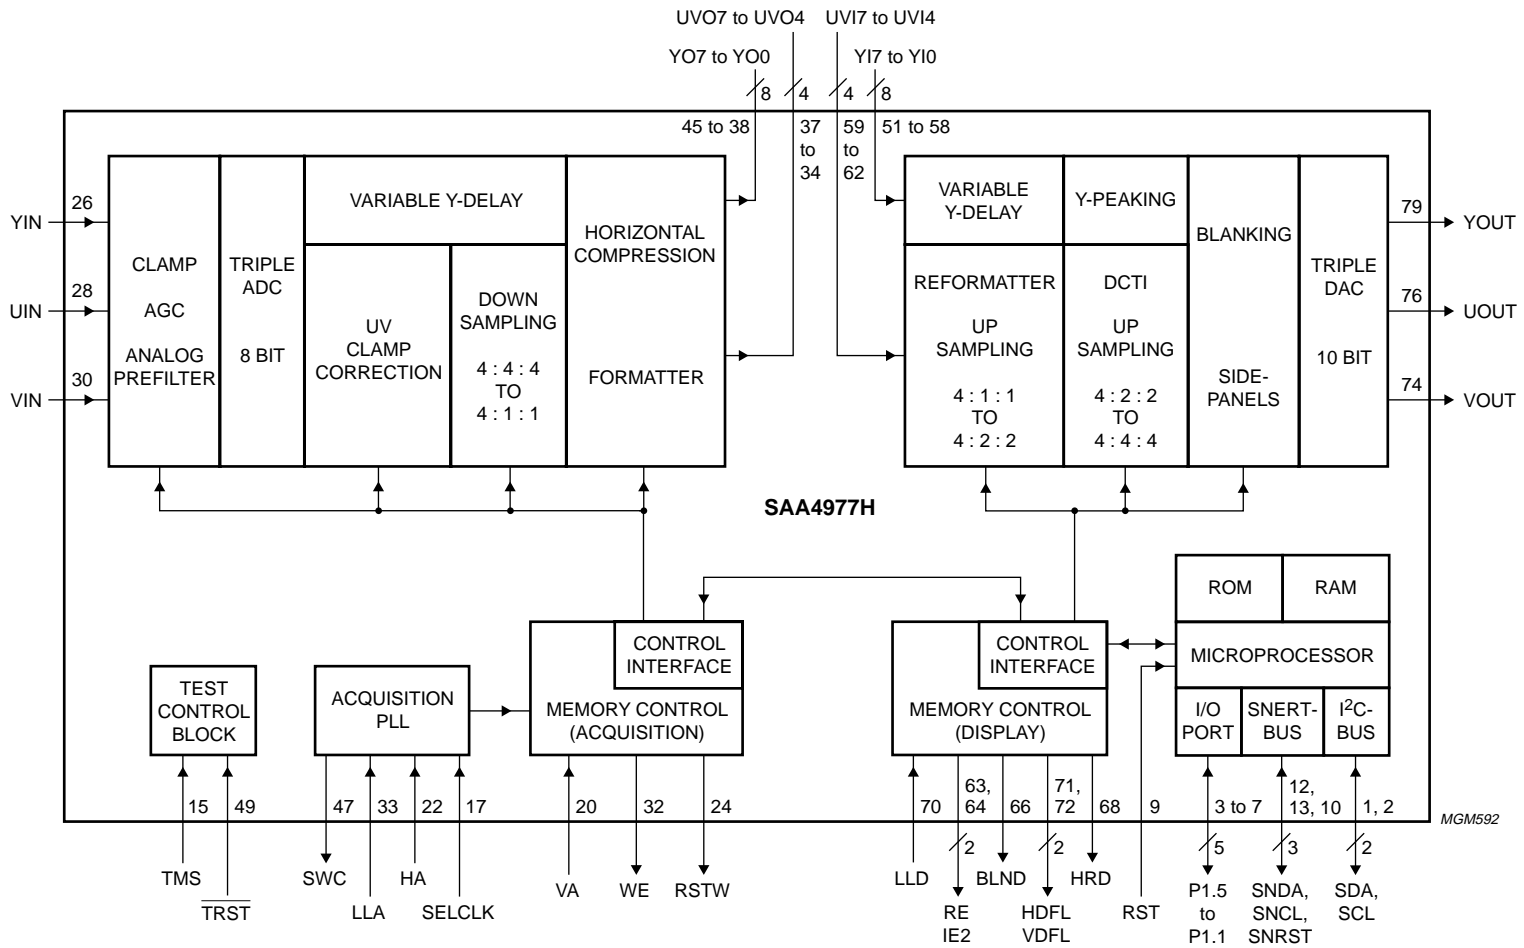 UVO7 to UVO4 UVI7 to UVI4
YO7 to YO0 YI7 to YI0
8 4 4 8
45 to 38
37
to
34
59
to
62
51 to 58
YIN
26
UIN
28
VIN
30
CLAMP
AGC
ANALOG
PREFILTER
TRIPLE
ADC
8 BIT
VARIABLE Y-DELAY
UV
CLAMP
CORRECTION
DOWN
SAMPLING
4 : 4 : 4
TO
4 : 1 : 1
HORIZONTAL
COMPRESSION
FORMATTER
VARIABLE
Y-DELAY
Y-PEAKING
REFORMATTER
UP
SAMPLING
4 : 1 : 1
TO
4 : 2 : 2
DCTI
UP
SAMPLING
4 : 2 : 2
TO
4 : 4 : 4
BLANKING
SIDE-
PANELS
TRIPLE
DAC
10 BIT
79
YOUT
76
UOUT
74
VOUT
SAA4977H
TEST
CONTROL
BLOCK
ACQUISITION
PLL
CONTROL
INTERFACE
MEMORY CONTROL
(ACQUISITION)
CONTROL
INTERFACE
MEMORY CONTROL
(DISPLAY)
ROM
RAM
MICROPROCESSOR
I/O
PORT
SNERT-
BUS
I²C-
BUS
15 49 47 33 22 17 20 32 24 70
63,
64
66
71,
72
68 9
3 to 7
12,
13, 10
1, 2
MGM592
2 2 5 3 2
TMS
TRST
SWC
LLA
HA
SELCLK
VA
WE
RSTW
LLD
RE
IE2
BLND
HDFL
VDFL
HRD
RST
P1.5
to
P1.1
SNDA,
SNCL,
SNRST
SDA,
SCL